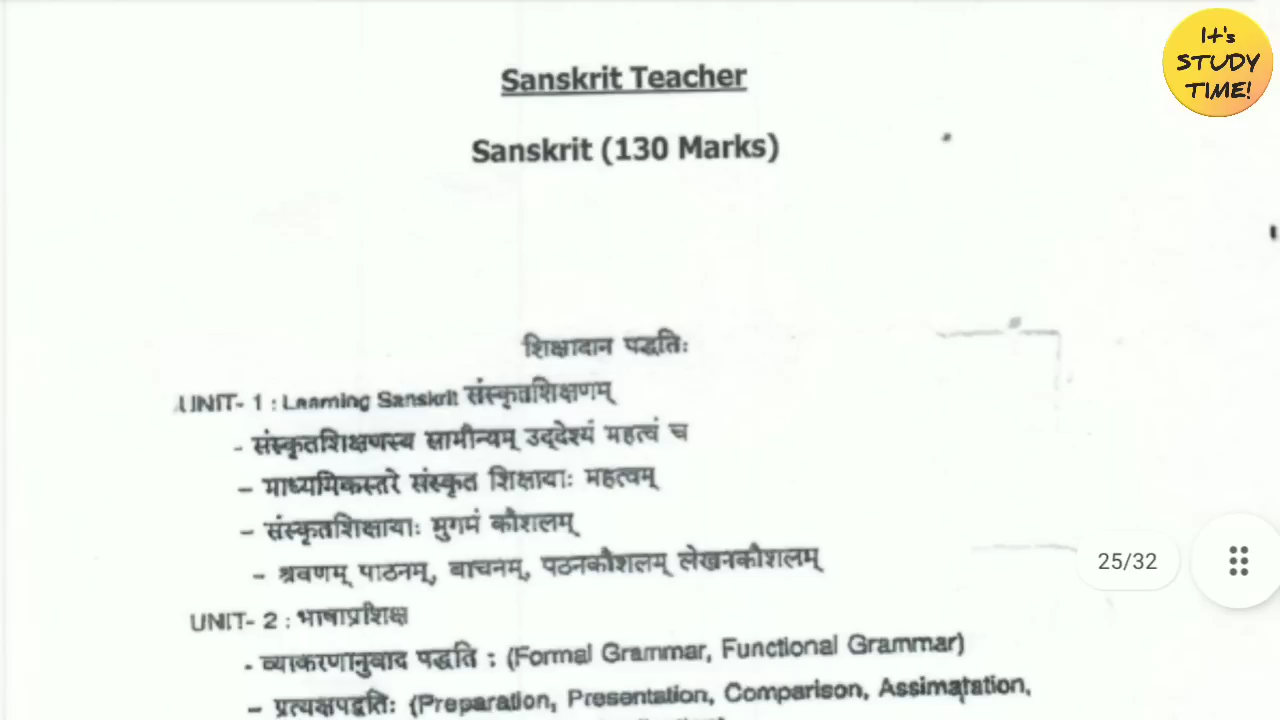 It's
STUDY
TIME!
Sanskrit Teacher
Sanskrit (130 Marks)
शिक्षादान पद्धतिः
UNIT- 1 : Learning Sanskrit संस्कृतशिक्षणम्
- संस्कृतशिक्षणस्य सामीन्यम् उद्देश्यं महत्वं च
– माध्यमिकस्तरे संस्कृत शिक्षायाः महत्वम्
– संस्कृतशिक्षायाः मुगमं कौशलम्
– श्रवणम् पाठनम्, वाचनम्, पठनकौशलम् लेखनकौशलम्
25/32
UNIT- 2 : भाषाप्रशिक्ष
- व्याकरणानुवाद पद्धति : (Formal Grammar, Functional Grammar)
– प्रत्यक्षपद्वतिः (Preparation, Presentation, Comparison, Assimatation,